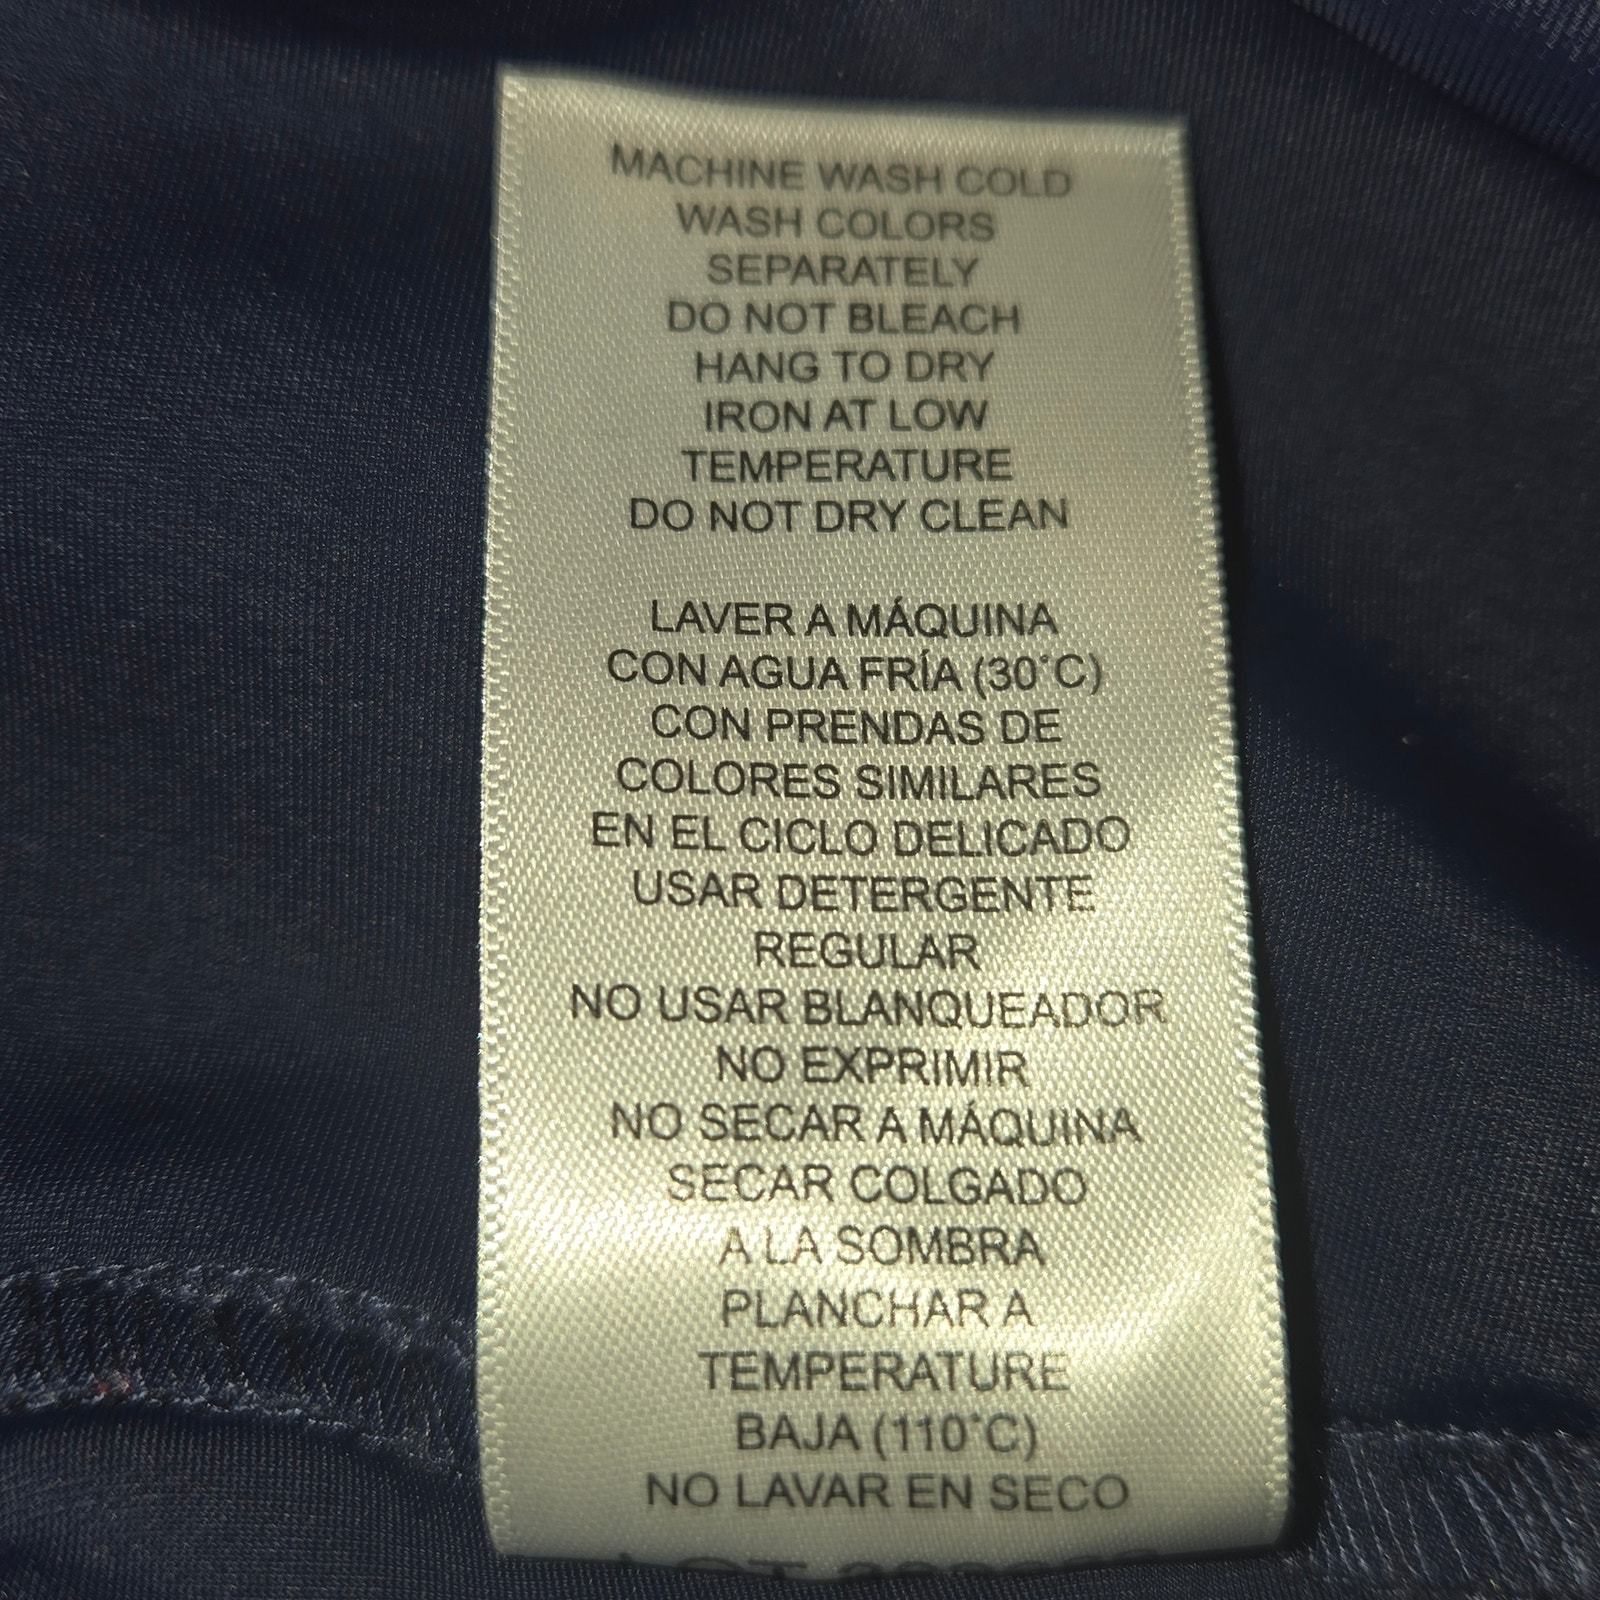 MACHINE WASH COLD
WASH COLORS
SEPARATELY
DO NOT BLEACH
HANG TO DRY
IRON AT LOW
TEMPERATURE
DO NOT DRY CLEAN
LAVER A MÁQUINA
CON AGUA FRÍA (30°C)
CON PRENDAS DE
COLORES SIMILARES
EN EL CICLO DELICADO
USAR DETERGENTE
REGULAR
NO USAR BLANQUEADOR
NO EXPRIMIR
NO SECAR A MÁQUINA
SECAR COLGADO
A LA SOMBRA
PLANCHAR A
TEMPERATURE
BAJA (110°C)
NO LAVAR EN SECO